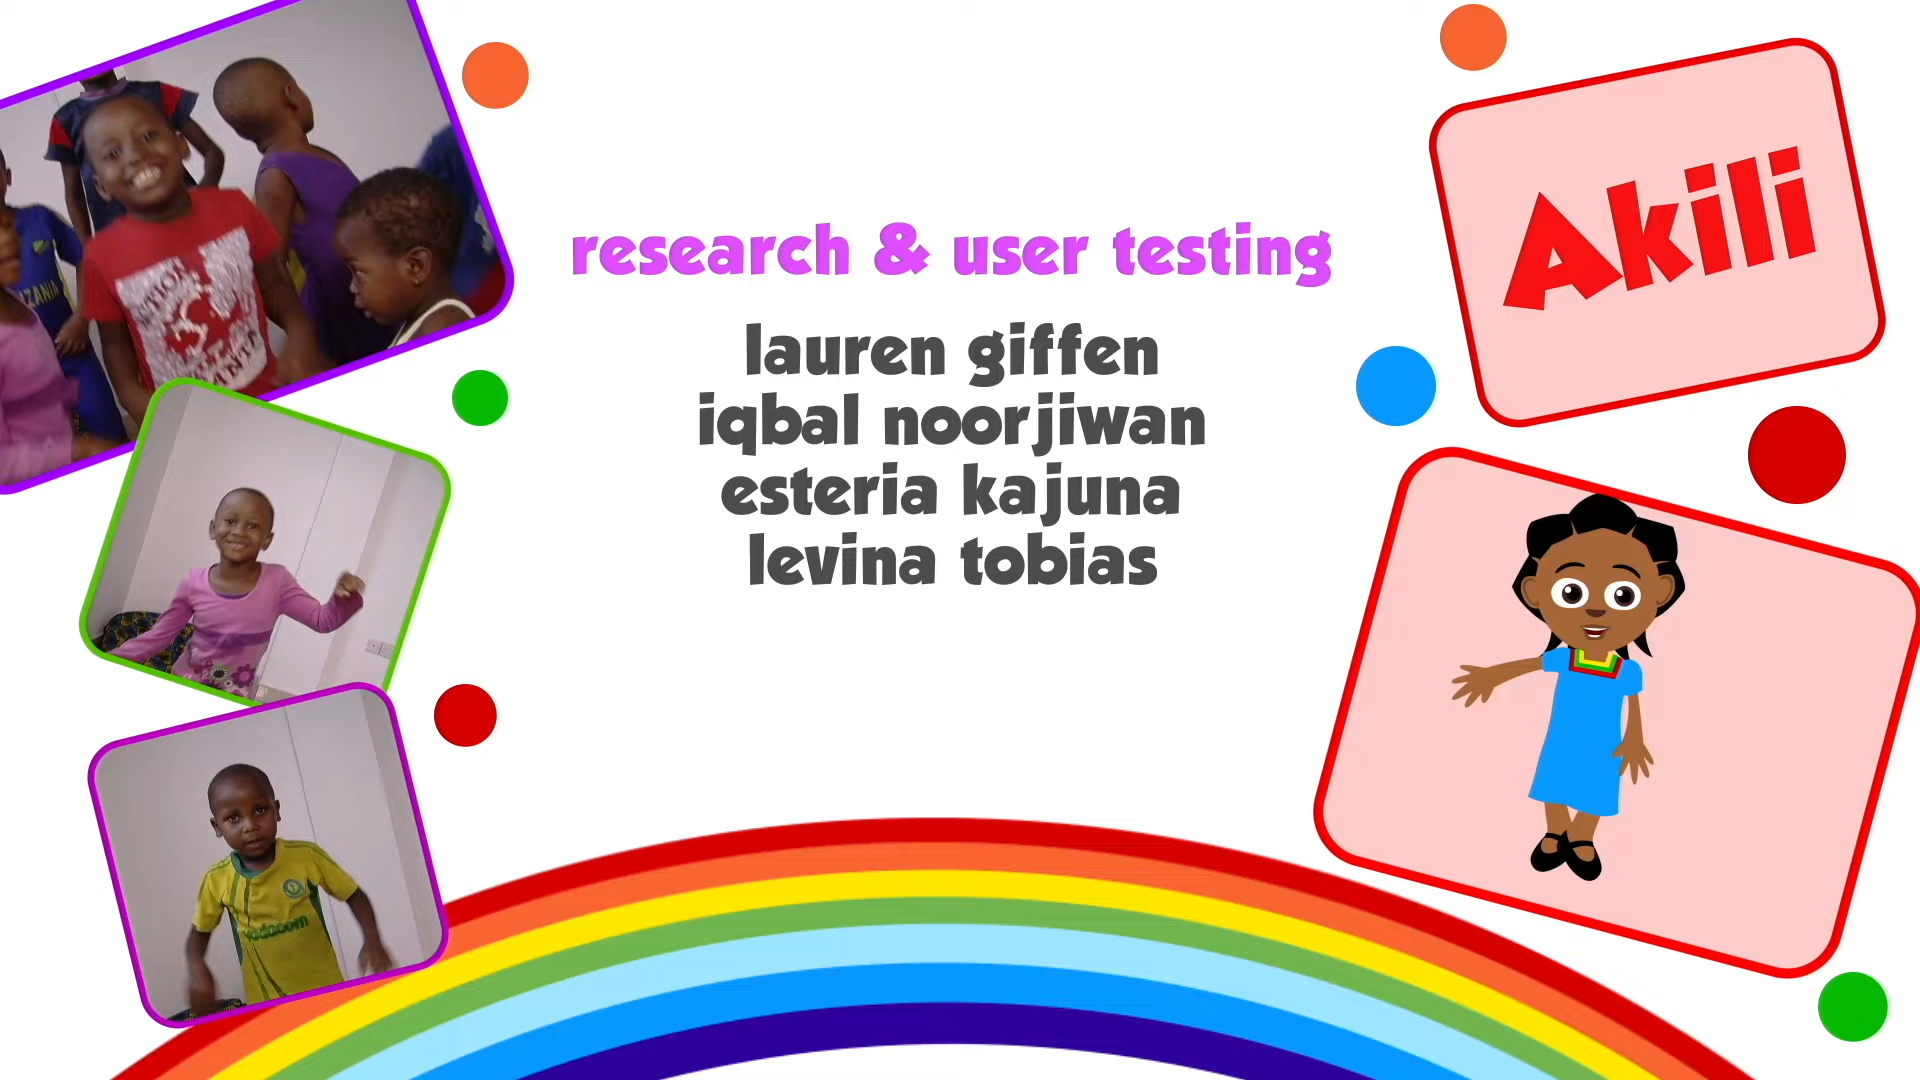 research & user testing
lauren giffen
iqbal noorjiwan
esteria kajuna
levina tobias
Akili